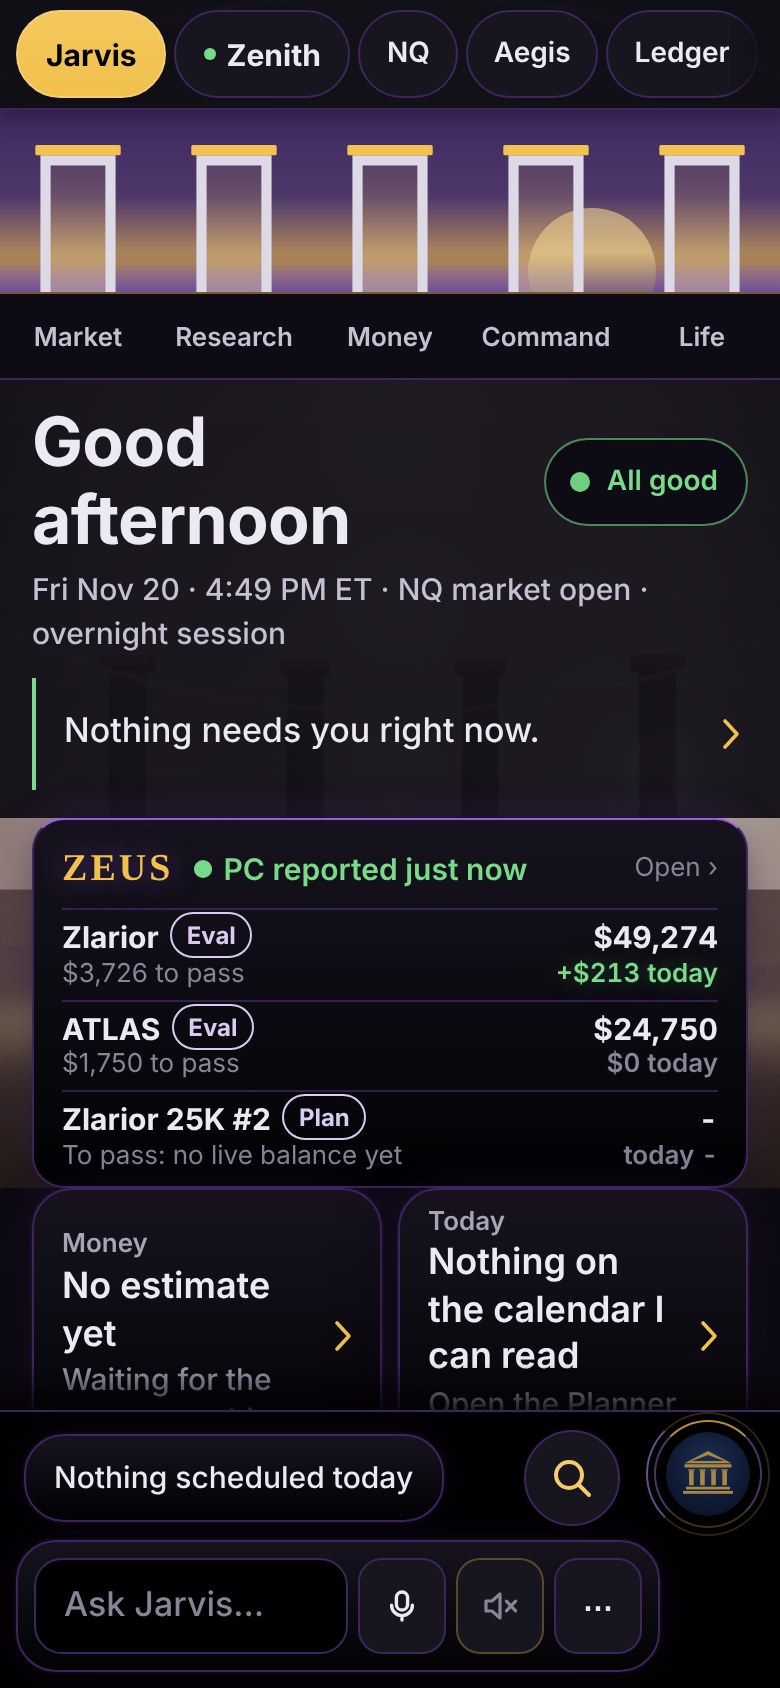 Jarvis
Zenith
NQ
Aegis
Ledger
Market
Research
Money
Command
Life
Good
afternoon
All good
Fri Nov 20 · 4:49 PM ET · NQ market open ·
overnight session
Nothing needs you right now.
ZEUS
PC reported just now
Open ›
Zlarior
Eval
$49,274
$3,726 to pass
+$213 today
ATLAS
Eval
$24,750
$1,750 to pass
$0 today
Zlarior 25K #2
Plan
-
To pass: no live balance yet
today -
Money
No estimate
yet
Waiting for the
Today
Nothing on
the calendar I
can read
Open the Planner
Nothing scheduled today
Ask Jarvis...
...